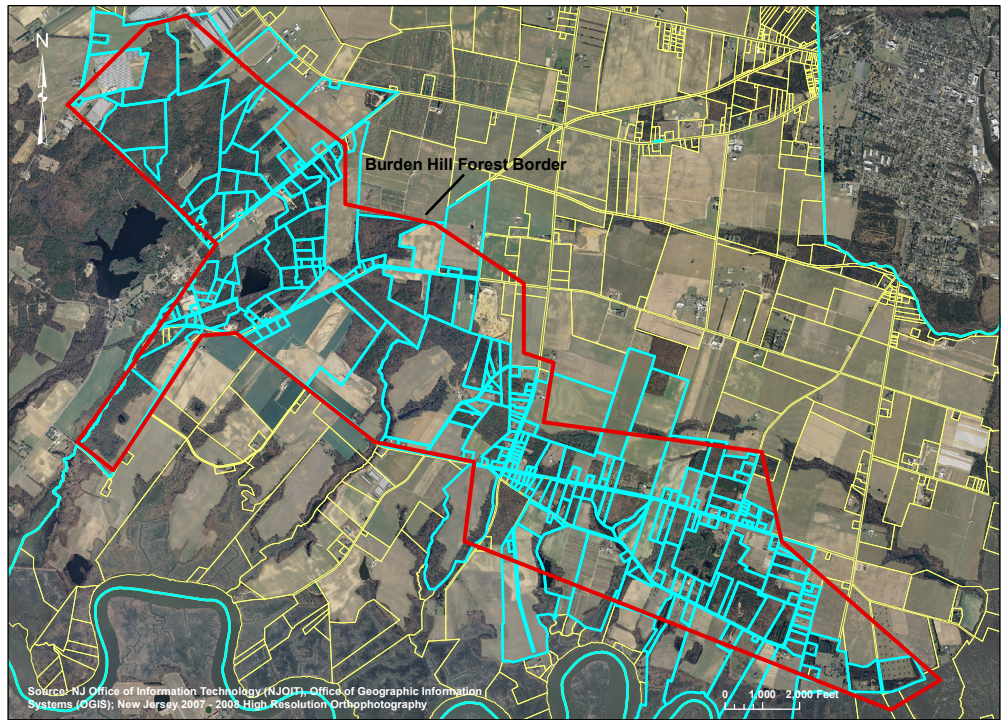 N
Burden Hill Forest Border
Source: NJ Office of Information Technology (NJOIT), Office of Geographic Information
Systems (OGIS); New Jersey 2007 - 2008 High Resolution Orthophotography
0 1,000 2,000 Feet